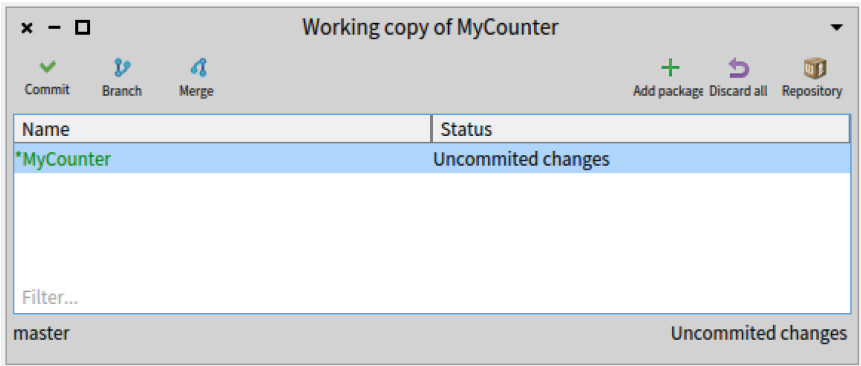 Working copy of MyCounter
Commit Branch Merge Add package Discard all Repository
Name Status
*MyCounter Uncommited changes
Filter...
master Uncommited changes